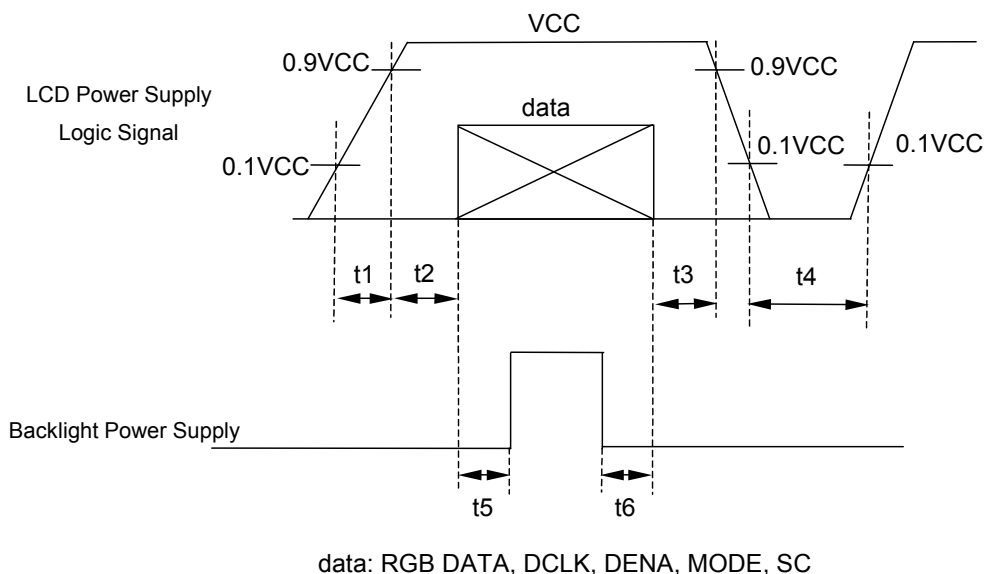 VCC
0.9VCC
0.9VCC
LCD Power Supply
Logic Signal
data
0.1VCC
0.1VCC
0.1VCC
t1
t2
t3
t4
Backlight Power Supply
t5
t6
data: RGB DATA, DCLK, DENA, MODE, SC